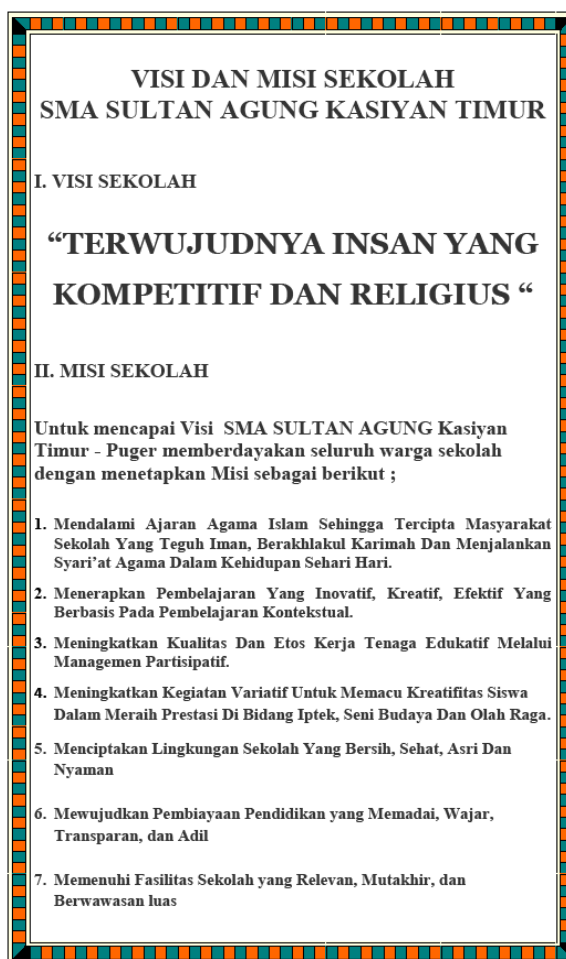 VISI DAN MISI SEKOLAH
SMA SULTAN AGUNG KASIYAN TIMUR
I. VISI SEKOLAH
“TERWUJUDNYA INSAN YANG
KOMPETITIF DAN RELIGIUS “
II. MISI SEKOLAH
Untuk mencapai Visi  SMA SULTAN AGUNG Kasiyan
Timur - Puger memberdayakan seluruh warga sekolah
dengan menetapkan Misi sebagai berikut ;
1. Mendalami Ajaran Agama Islam Sehingga Tercipta Masyarakat
Sekolah Yang Teguh Iman, Berakhlakul Karimah Dan Menjalankan
Syari’at Agama Dalam Kehidupan Sehari Hari.
2. Menerapkan Pembelajaran Yang Inovatif, Kreatif, Efektif Yang
Berbasis Pada Pembelajaran Kontekstual.
3. Meningkatkan Kualitas Dan Etos Kerja Tenaga Edukatif Melalui
Managemen Partisipatif.
4. Meningkatkan Kegiatan Variatif Untuk Memacu Kreatifitas Siswa
Dalam Meraih Prestasi Di Bidang Iptek, Seni Budaya Dan Olah Raga.
5. Menciptakan Lingkungan Sekolah Yang Bersih, Sehat, Asri Dan
Nyaman
6. Mewujudkan Pembiayaan Pendidikan yang Memadai, Wajar,
Transparan, dan Adil
7. Memenuhi Fasilitas Sekolah yang Relevan, Mutakhir, dan
Berwawasan luas